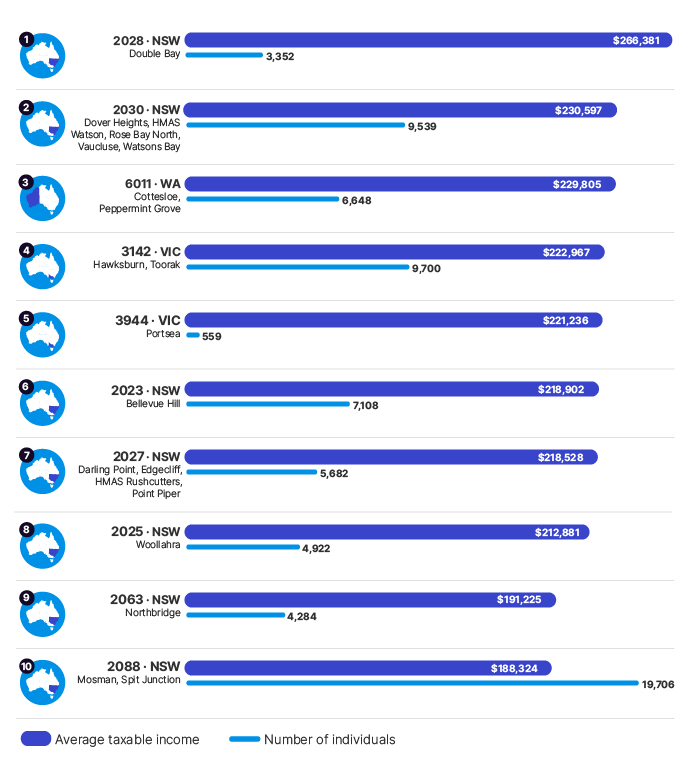 1
2028 · NSW
$266,381
Double Bay
3,352
2
2030 · NSW
$230,597
Dover Heights, HMAS
9,539
Watson, Rose Bay North,
Vaucluse, Watsons Bay
3
6011 · WA
$229,805
Cottesloe,
6,648
Peppermint Grove
4
3142 · VIC
$222,967
Hawksburn, Toorak
9,700
5
3944 · VIC
$221,236
Portsea
559
6
2023 · NSW
$218,902
Bellevue Hill
7,108
7
2027 · NSW
$218,528
Darling Point, Edgecliff,
5,682
HMAS Rushcutters,
Point Piper
8
2025 · NSW
$212,881
Woollahra
4,922
9
2063 · NSW
$191,225
Northbridge
4,284
10
2088 · NSW
$188,324
Mosman, Spit Junction
19,706
Average taxable income
Number of individuals